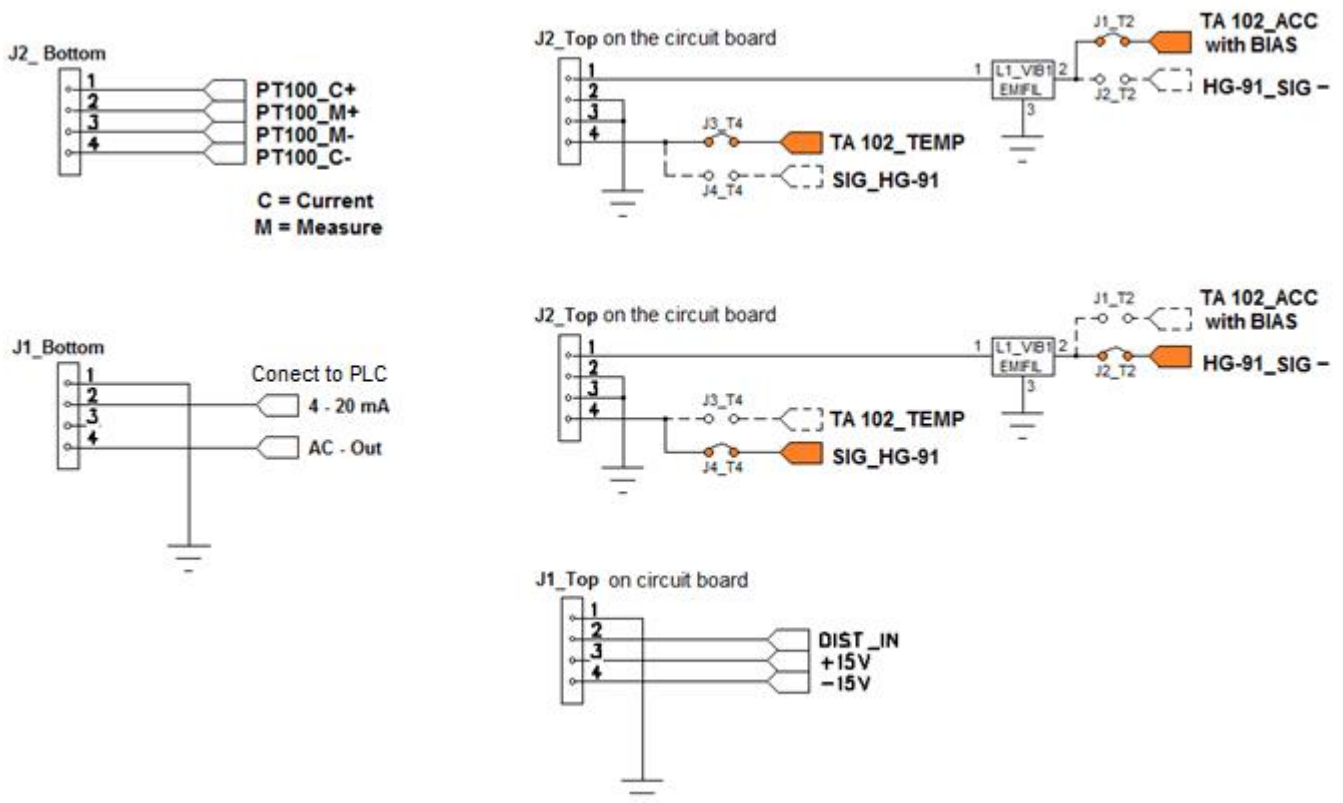 J2_ Bottom
1
2
3
4
PT100_C+
PT100_M+
PT100_M-
PT100_C-
C = Current
M = Measure
J2_Top on the circuit board
1
2
3
4
J3_T4
TA 102_TEMP
J4_T4
SIG_HG-91
1
L1_VIB1
EMIFIL
2
3
J1_T2
TA 102_ACC
with BIAS
J2_T2
HG-91_SIG –
J1_Bottom
1
2
3
4
Conect to PLC
4 - 20 mA
AC - Out
J2_Top on the circuit board
1
2
3
4
J3_T4
TA 102_TEMP
J4_T4
SIG_HG-91
1
L1_VIB1
EMIFIL
2
3
J1_T2
TA 102_ACC
with BIAS
J2_T2
HG-91_SIG –
J1_Top on circuit board
1
2
3
4
DIST_IN
+15V
–15V